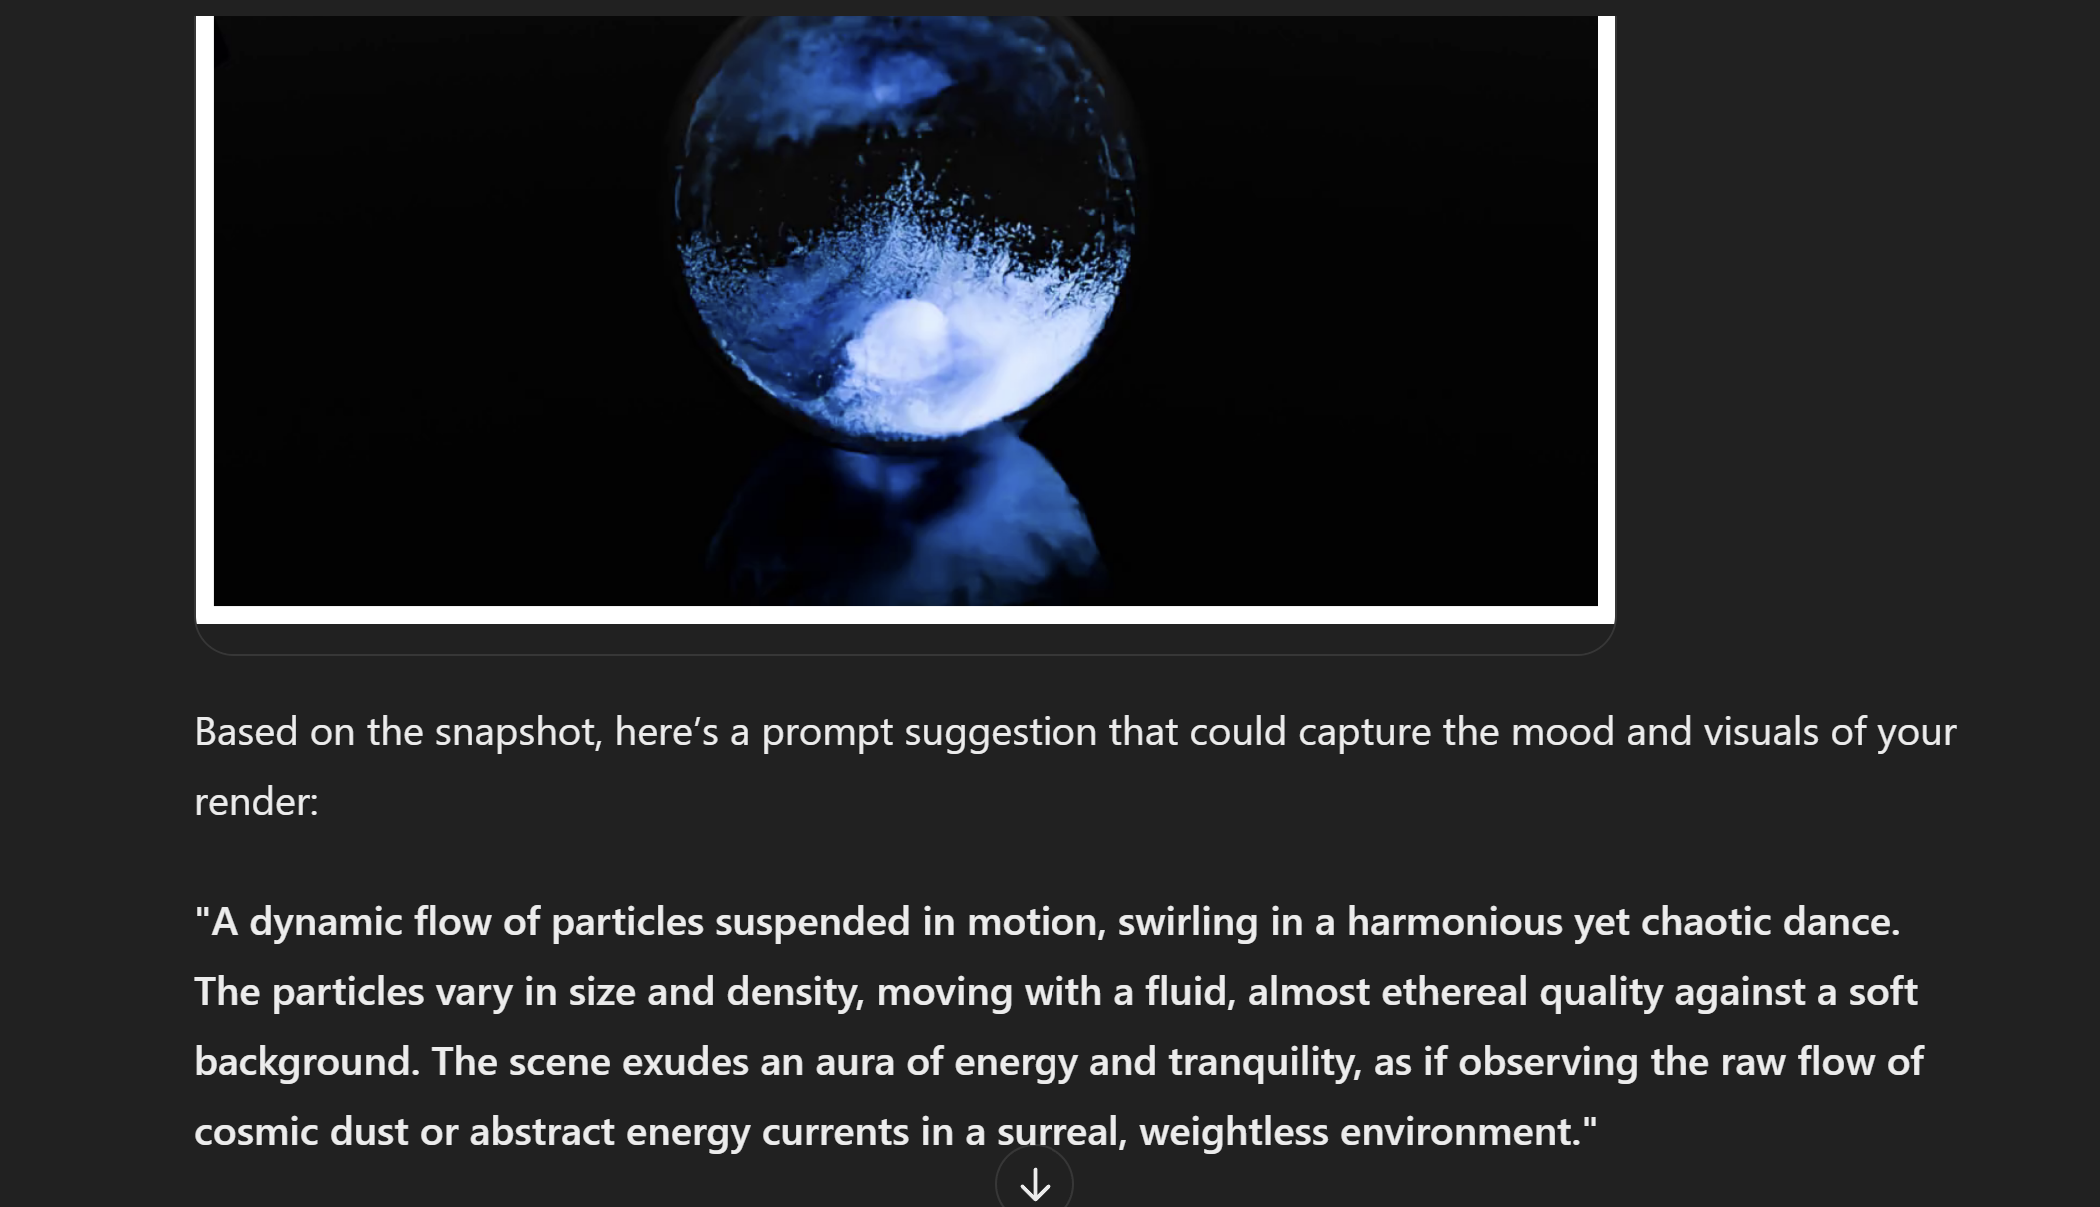 Based on the snapshot, here’s a prompt suggestion that could capture the mood and visuals of your
render:
"A dynamic flow of particles suspended in motion, swirling in a harmonious yet chaotic dance.
The particles vary in size and density, moving with a fluid, almost ethereal quality against a soft
background. The scene exudes an aura of energy and tranquility, as if observing the raw flow of
cosmic dust or abstract energy currents in a surreal, weightless environment."